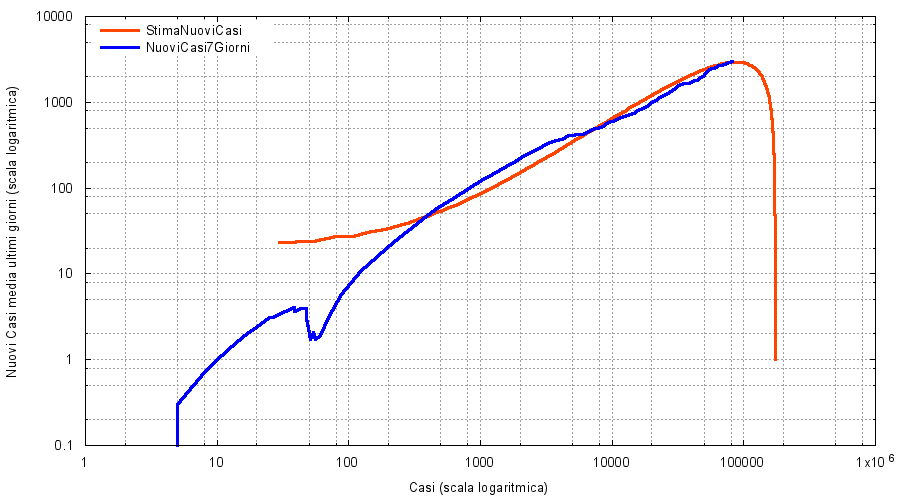 StimaNuoviCasi
NuoviCasi7Giorni
Nuovi Casi media ultimi giorni (scala logaritmica)
10000
1000
100
10
1
0.1
1
10
100
1000
10000
100000
1x10 6
Casi (scala logaritmica)